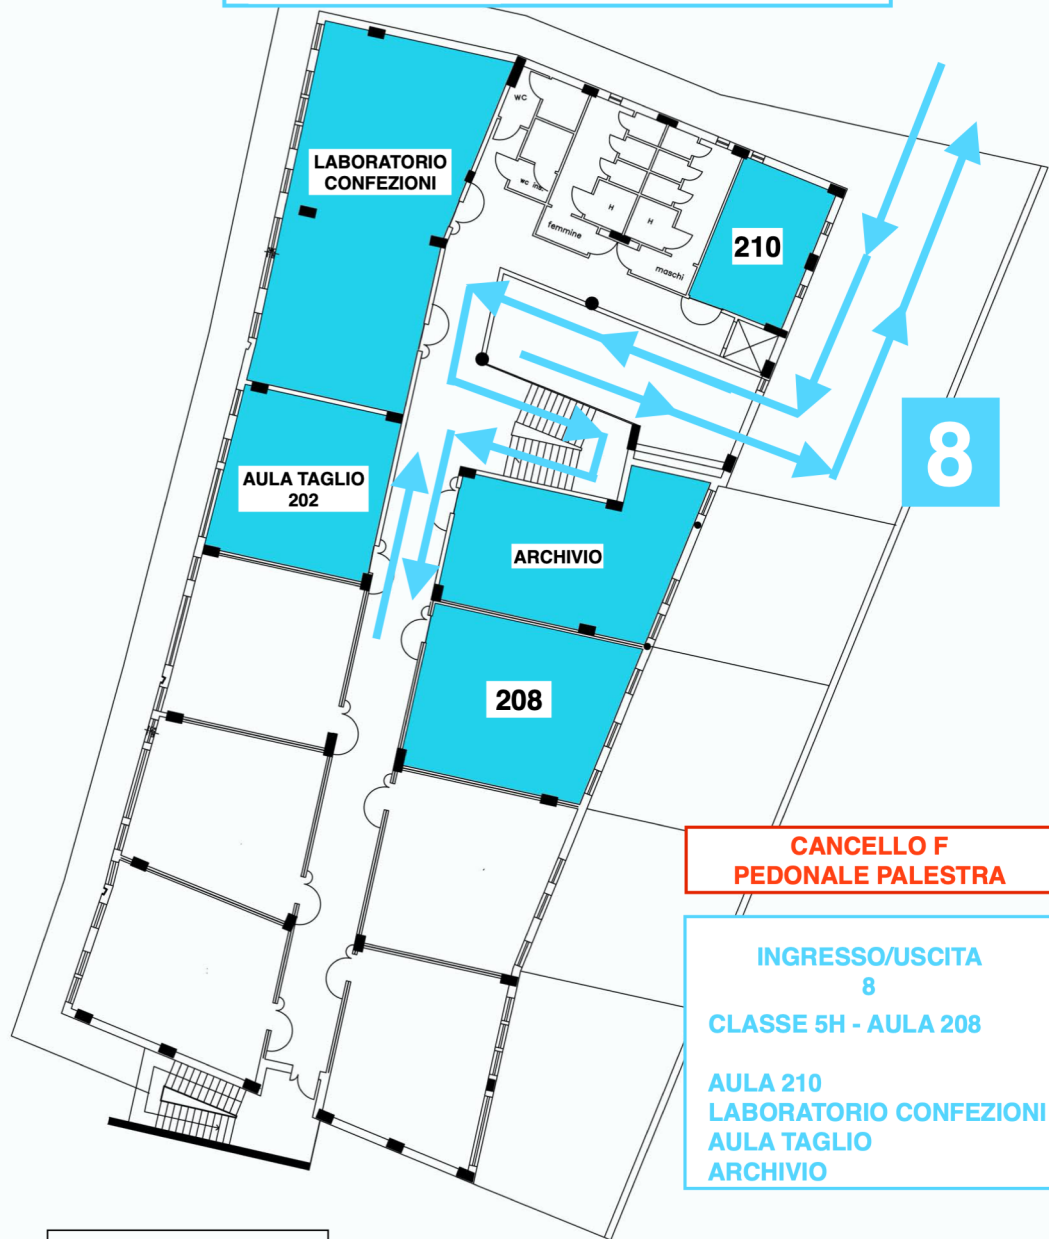 LABORATORIO
CONFEZIONI
WC
wc ins.
H
H
femmine
maschi
210
8
AULA TAGLIO
202
ARCHIVIO
208
CANCELLO F
PEDONALE PALESTRA
INGRESSO/USCITA
8
CLASSE 5H - AULA 208
AULA 210
LABORATORIO CONFEZIONI
AULA TAGLIO
ARCHIVIO